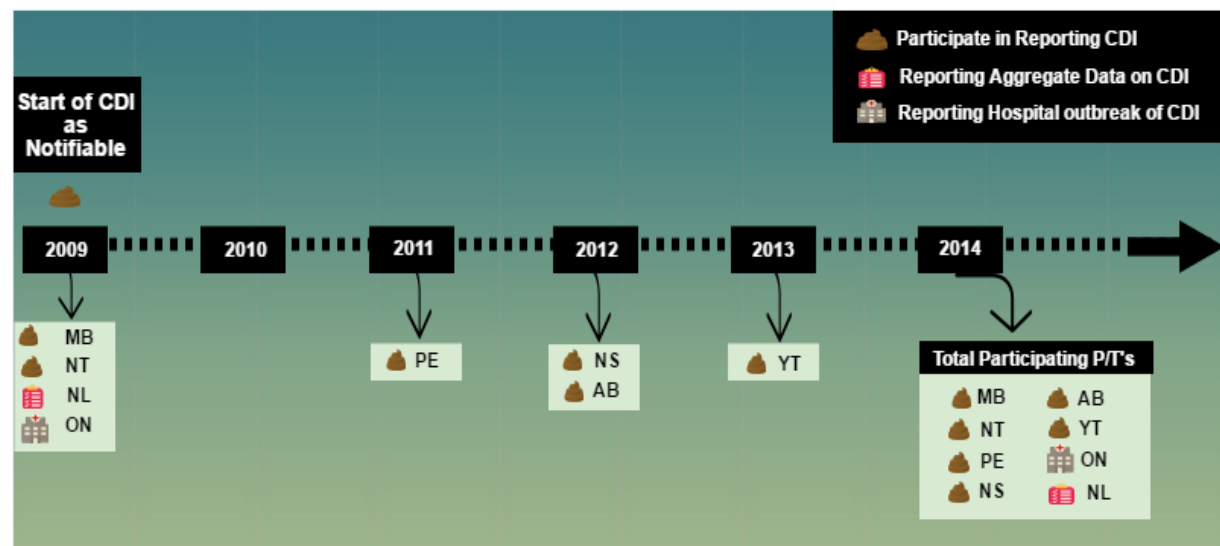 Participate in Reporting CDI
Reporting Aggregate Data on CDI
Reporting Hospital outbreak of CDI
Start of CDI
as
Notifiable
2009
2010
2011
2012
2013
2014
MB
NT
NL
ON
PE
NS
AB
YT
Total Participating P/T's
MB AB
NT YT
PE ON
NS NL